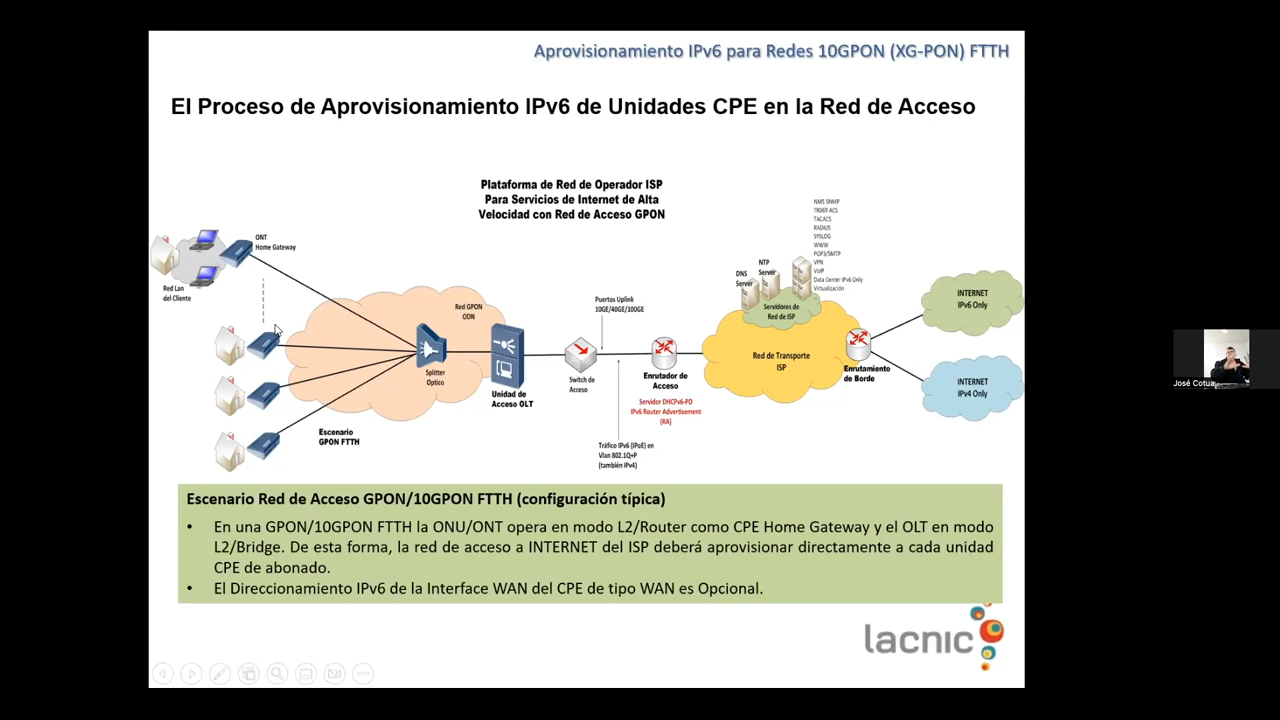 Aprovisionamiento IPv6 para Redes 10GPON (XG-PON) FTTH
El Proceso de Aprovisionamiento IPv6 de Unidades CPE en la Red de Acceso
Plataforma de Red de Operador ISP
Para Servicios de Internet de Alta
Velocidad con Red de Acceso GPON
NMS SNMP
TR069 ACS
TACACS
RADIUS
SYSLOG
WWW
POP3/SMTP
VPN
VoIP
Data Center IPv6 Only
Virtualización
ONT
Home Gateway
Red Lan
del Cliente
Red GPON
ODN
Splitter
Optico
Unidad de
Acceso OLT
Escenario
GPON FTTH
Puertos Uplink
10GE/40GE/100GE
Switch de
Acceso
Enrutador de
Acceso
Servidor DHCPv6-PD
IPv6 Router Advertisement
(RA)
Tráfico IPv6 (IPoE) en
Vlan 802.1Q+P
(también IPv4)
DNS
Server
NTP
Server
Servidores de
Red de ISP
Red de Transporte
ISP
Enrutamiento
de Borde
INTERNET
IPv6 Only
INTERNET
IPv4 Only
Escenario Red de Acceso GPON/10GPON FTTH (configuración típica)
• En una GPON/10GPON FTTH la ONU/ONT opera en modo L2/Router como CPE Home Gateway y el OLT en modo
L2/Bridge. De esta forma, la red de acceso a INTERNET del ISP deberá aprovisionar directamente a cada unidad
CPE de abonado.
• El Direccionamiento IPv6 de la Interface WAN del CPE de tipo WAN es Opcional.
lacnic
José Cotua